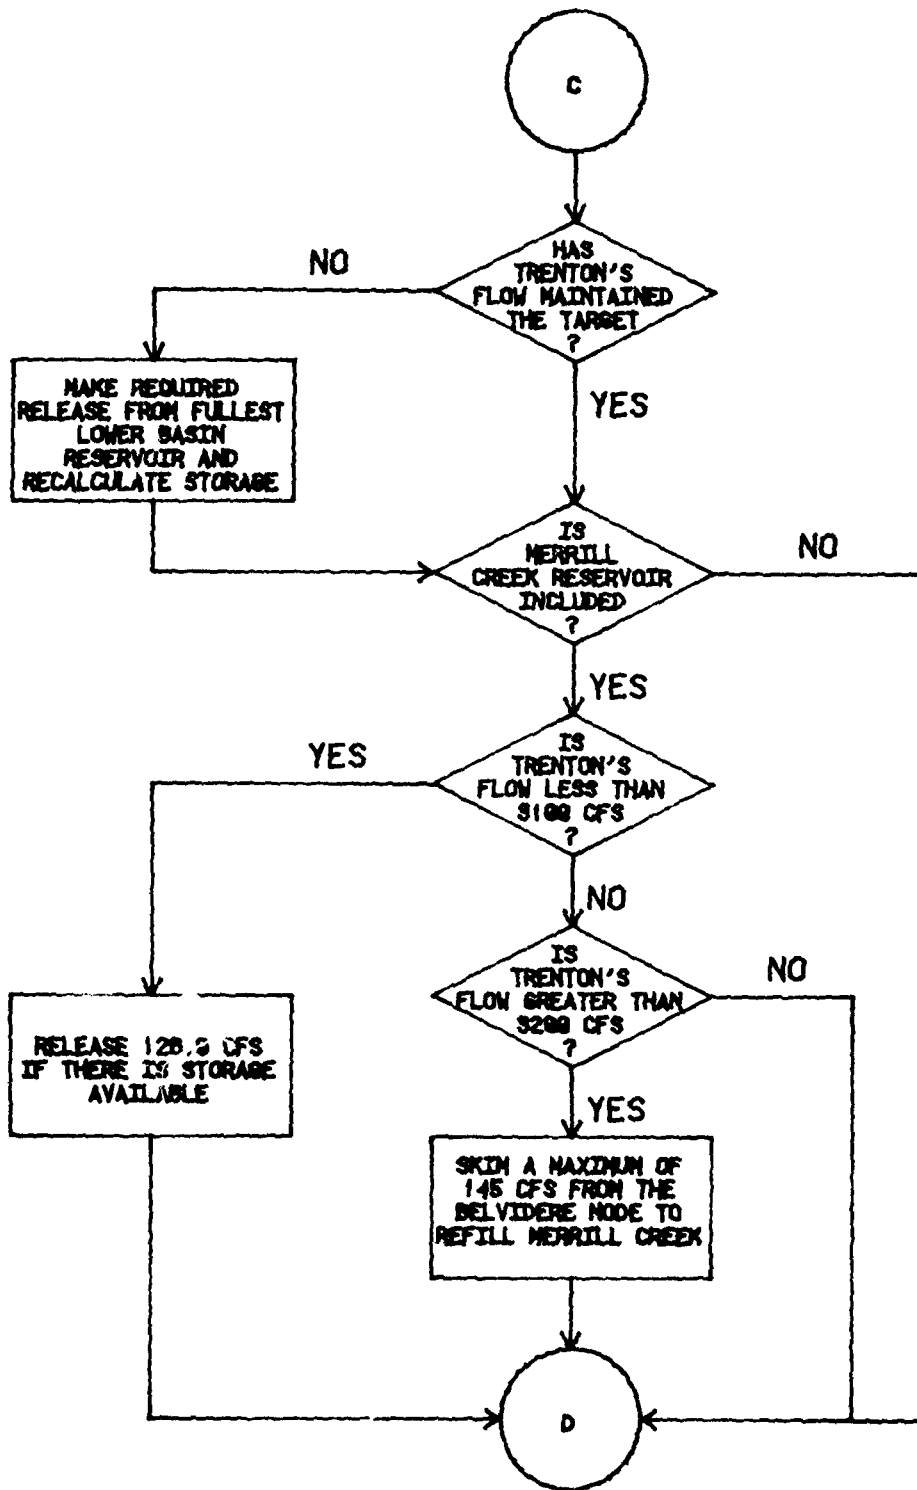 C
HAS
TRENTON'S
FLOW MAINTAINED
THE TARGET
?
NO
YES
MAKE REQUIRED
RELEASE FROM FULLEST
LOWER BASIN
RESERVOIR AND
RECALCULATE STORAGE
IS
MERRILL
CREEK RESERVOIR
INCLUDED
?
NO
YES
IS
TRENTON'S
FLOW LESS THAN
CFS
?
YES
NO
IS
TRENTON'S
FLOW GREATER THAN
CFS
?
NO
YES
RELEASE CFS
IF THERE IS STORAGE
AVAILABLE
SKIM A MAXIMUM OF
145 CFS FROM THE
BELVIDERE NODE TO
REFILL MERRILL CREEK
D